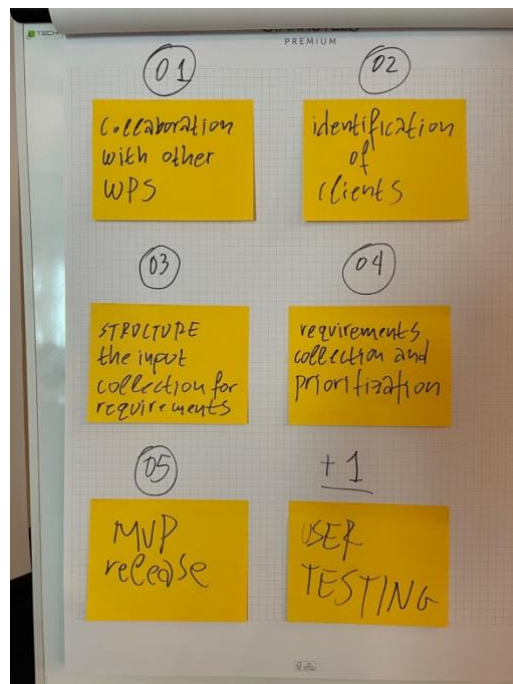 PREMIUM
01
Collaboration
with other
WPS
02
identification
of
clients
03
STRUCTURE
the input
collection for
requirements
04
requirements
collection and
prioritization
05
MVP
release
+1
USER
TESTING